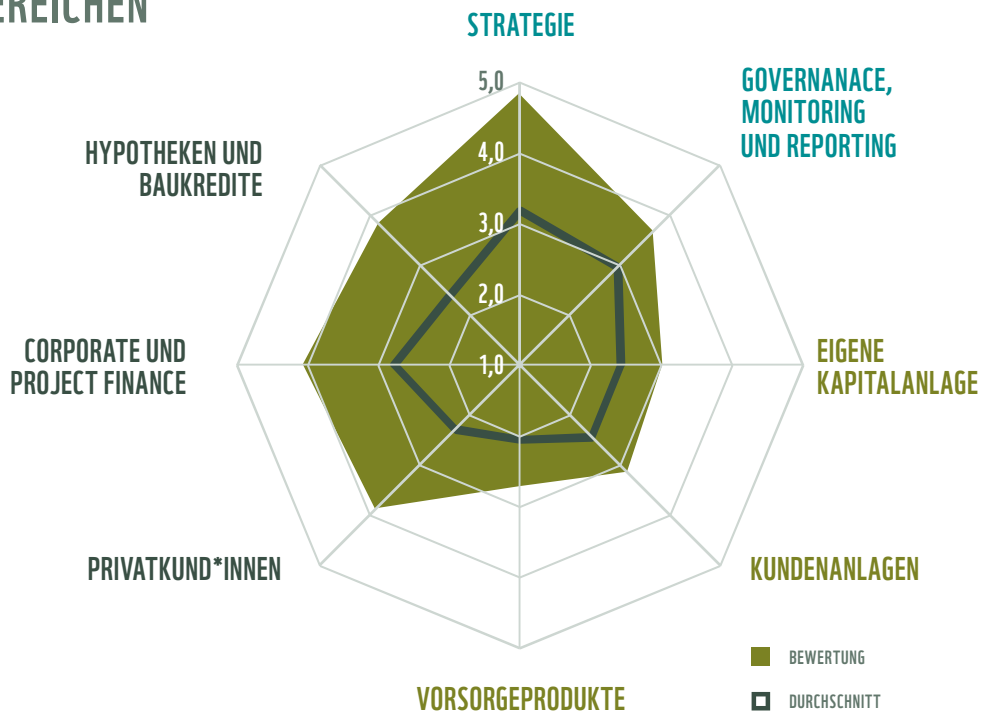 EREICHEN
STRATEGIE
GOVERNANACE,
MONITORING
UND REPORTING
HYPOTHEKEN UND
BAUKREDITE
5,0
4,0
3,0
2,0
1,0
CORPORATE UND
PROJECT FINANCE
EIGENE
KAPITALANLAGE
PRIVATKUND*INNEN
KUNDENANLAGEN
VORSORGEPRODUKTE
BEWERTUNG
DURCHSCHNITT